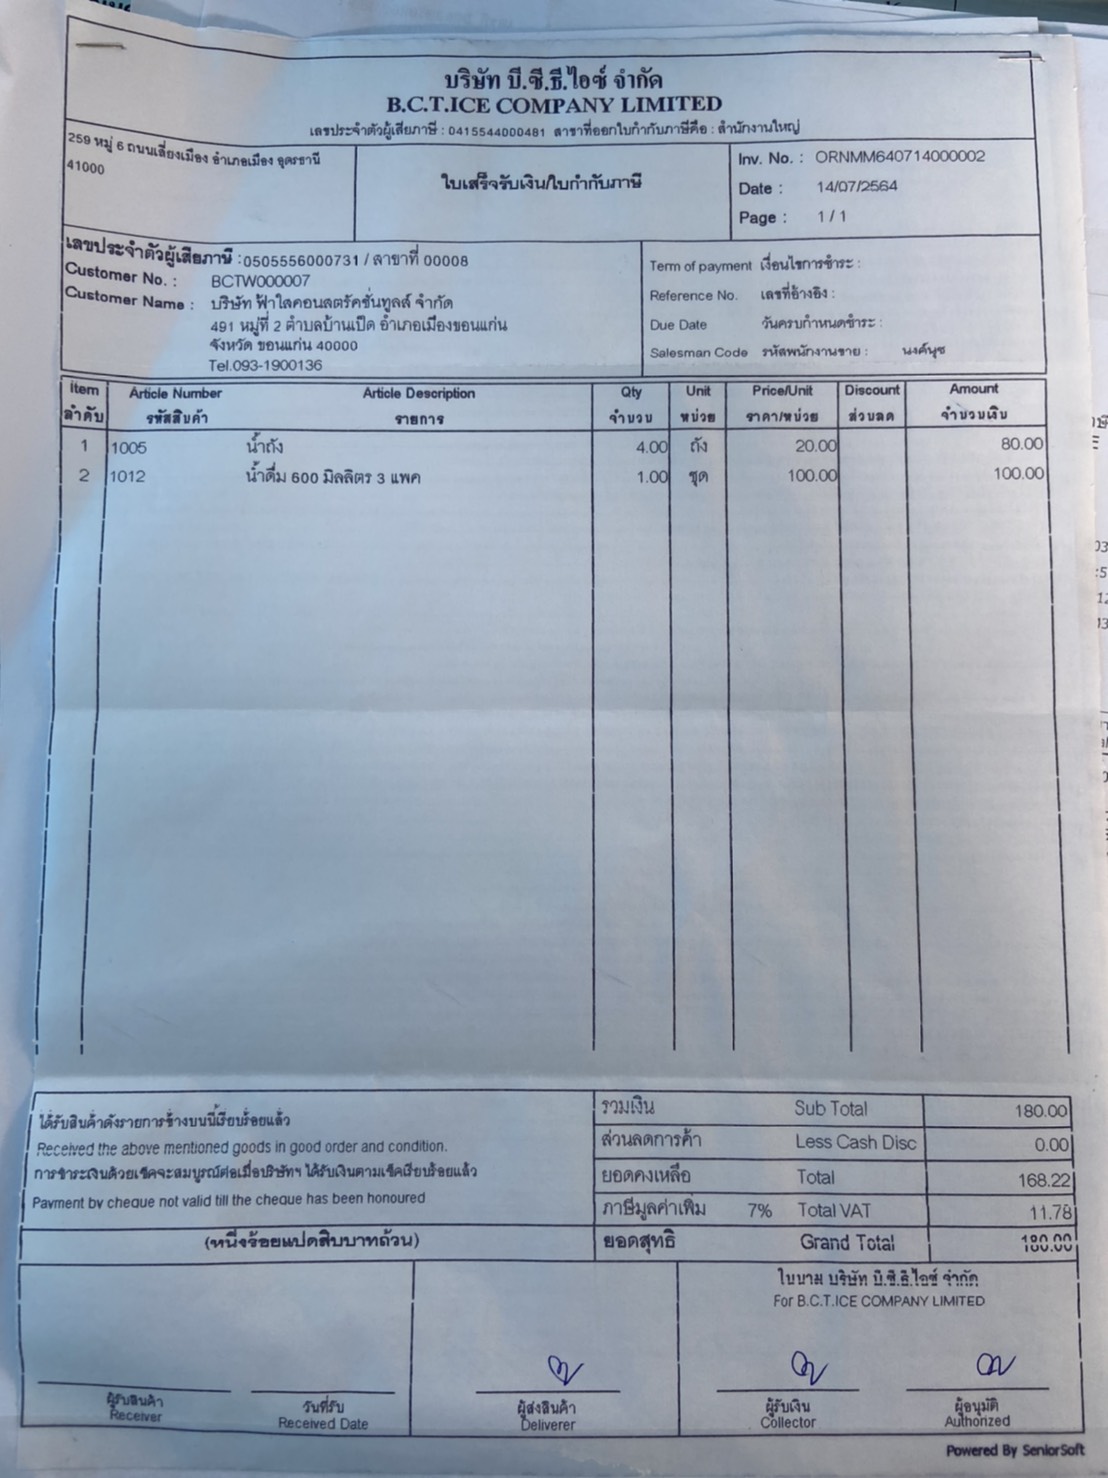 บริษัท บี.ซี.ธี.ไอซ์ จำกัด
B.C.T.ICE COMPANY LIMITED
เลขประจำตัวผู้เสียภาษี : 0415544000481 สาขาที่ออกใบกำกับภาษีคือ : สำนักงานใหญ่
259 หมู่ 6 ถนนเลี่ยงเมือง อำเภอเมือง อุดรธานี
41000
ใบเสร็จรับเงิน/ใบกำกับภาษี
Inv. No. : ORNMM640714000002
Date : 14/07/2564
Page : 1 / 1
เลขประจำตัวผู้เสียภาษี : 0505556000731 / สาขาที่ 00008
Customer No. : BCTW000007
Customer Name : บริษัท ฟ้าใสคอนสตรัคชั่นทูลส์ จำกัด
491 หมู่ที่ 2 ตำบลบ้านเป็ด อำเภอเมืองขอนแก่น
จังหวัด ขอนแก่น 40000
Tel.093-1900136
Term of payment เงื่อนไขการชำระ :
Reference No. เลขที่อ้างอิง :
Due Date วันครบกำหนดชำระ :
Salesman Code รหัสพนักงานขาย : นงค์นุช
Item Article Number Article Description Qty Unit Price/Unit Discount Amount
ลำดับ รหัสสินค้า รายการ จำนวน หน่วย ราคา/หน่วย ส่วนลด จำนวนเงิน
1 1005 น้ำถัง 4.00 ถัง 20.00 80.00
2 1012 น้ำดื่ม 600 มิลลิตร 3 แพค 1.00 ชุด 100.00 100.00
ได้รับสินค้าดังรายการข้างบนนี้เรียบร้อยแล้ว
Received the above mentioned goods in good order and condition.
การชำระเงินด้วยเช็คจะสมบูรณ์ต่อเมื่อบริษัทฯ ได้รับเงินตามเช็คเรียบร้อยแล้ว
Payment by cheque not valid till the cheque has been honoured
รวมเงิน Sub Total 180.00
ส่วนลดการค้า Less Cash Disc 0.00
ยอดคงเหลือ Total 168.22
ภาษีมูลค่าเพิ่ม 7% Total VAT 11.78
(หนึ่งร้อยแปดสิบบาทถ้วน) ยอดสุทธิ Grand Total 180.00
ในนาม บริษัท บี.ซี.ธี.ไอซ์ จำกัด
For B.C.T.ICE COMPANY LIMITED
ผู้รับสินค้า วันที่รับ ผู้ส่งสินค้า ผู้รับเงิน ผู้อนุมัติ
Receiver Received Date Deliverer Collector Authorized
Powered By SeniorSoft